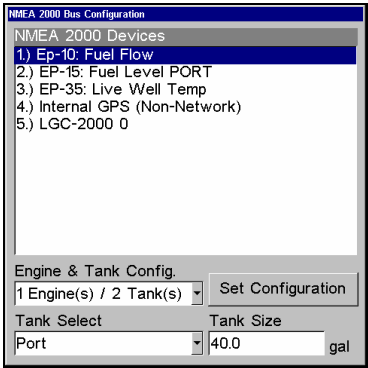 NMEA 2000 Bus Configuration
NMEA 2000 Devices
1.) Ep-10: Fuel Flow
2.) EP-15: Fuel Level PORT
3.) EP-35: Live Well Temp
4.) Internal GPS (Non-Network)
5.) LGC-2000 0
Engine & Tank Config.
1 Engine(s) / 2 Tank(s)
Set Configuration
Tank Select
Tank Size
Port
40.0
gal